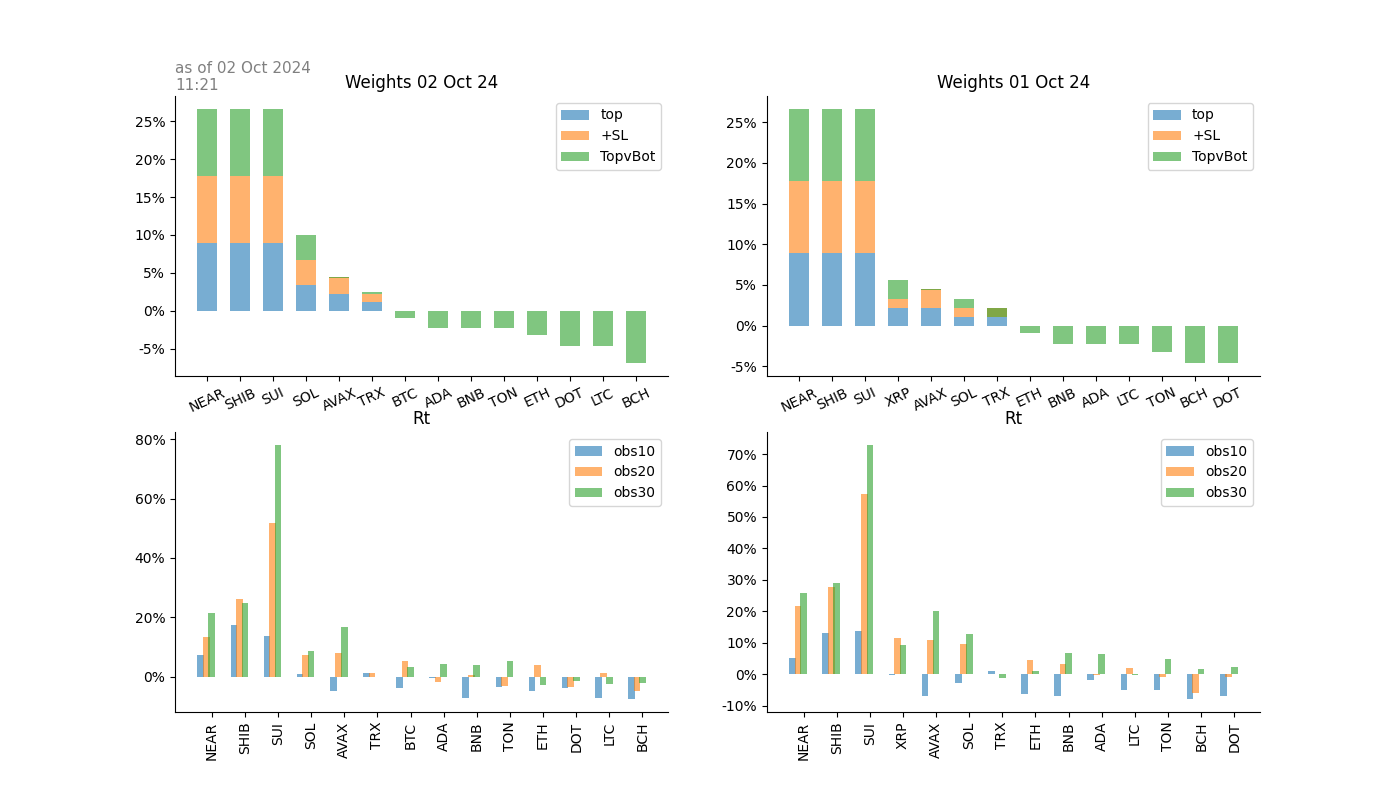 as of 02 Oct 2024
11:21
Weights 02 Oct 24
25%
20%
15%
10%
5%
0%
-5%
top
+SL
TopvBot
NEAR SHIB SUI SOL AVAX TRX BTC ADA BNB TON ETH DOT LTC BCH
Weights 01 Oct 24
25%
20%
15%
10%
5%
0%
-5%
top
+SL
TopvBot
NEAR SHIB SUI XRP AVAX SOL TRX ETH BNB ADA LTC TON BCH DOT
Rt
80%
60%
40%
20%
0%
obs10
obs20
obs30
NEAR SHIB SUI SOL AVAX TRX BTC ADA BNB TON ETH DOT LTC BCH
Rt
70%
60%
50%
40%
30%
20%
10%
0%
-10%
obs10
obs20
obs30
NEAR SHIB SUI XRP AVAX SOL TRX ETH BNB ADA LTC TON BCH DOT